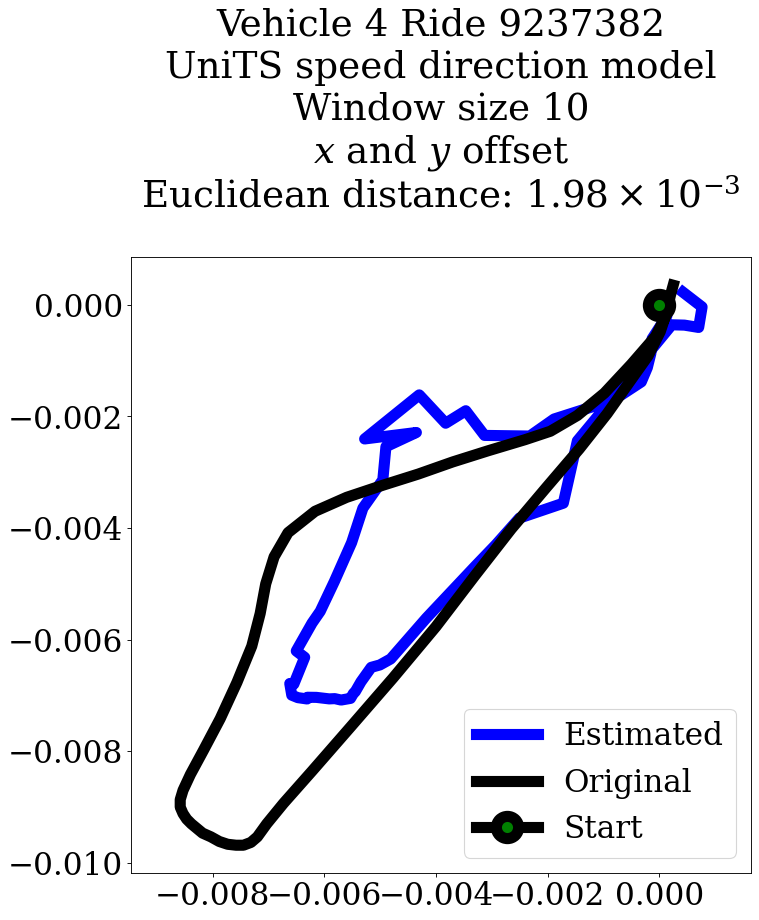 Vehicle 4 Ride 9237382
UniTS speed direction model
Window size 10
x and y offset
Euclidean distance: 1.98 × 10⁻³
0.000
−0.002
−0.004
−0.006
−0.008
−0.010
Estimated
Original
Start
−0.008 −0.006 −0.004 −0.002 0.000